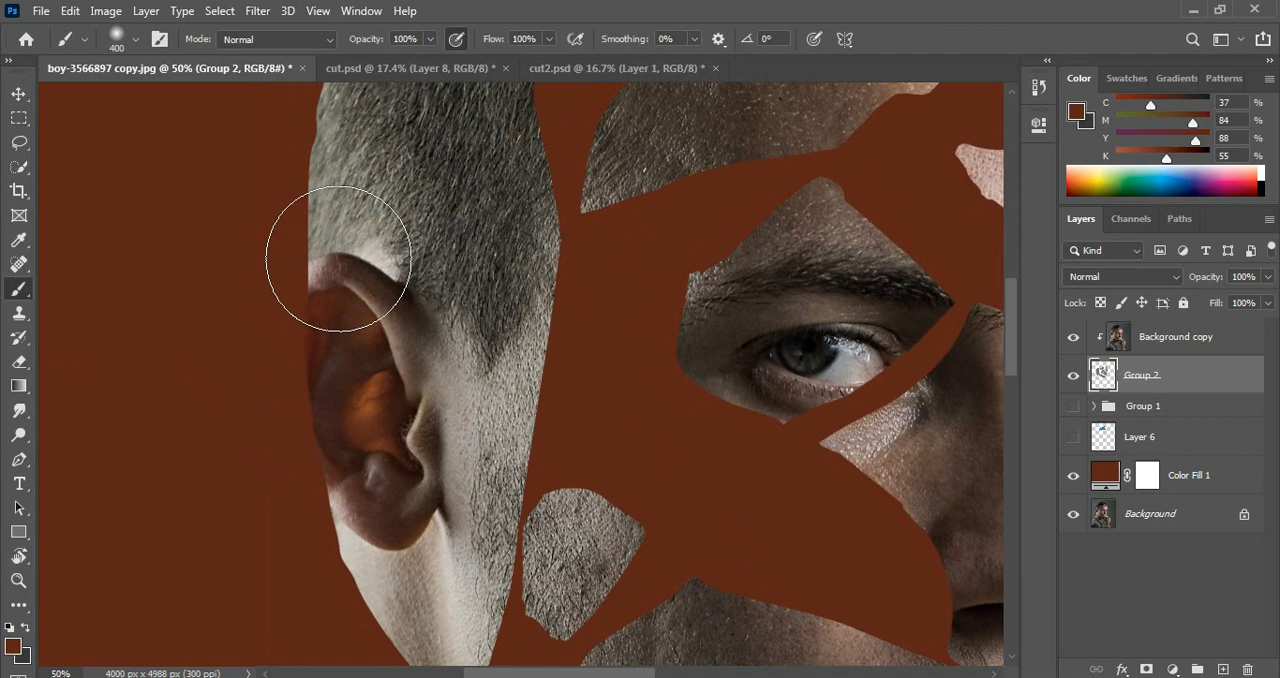 Ps File Edit Image Layer Type Select Filter 3D View Window Help
400 Mode: Normal Opacity: 100% Flow: 100% Smoothing: 0% 0°
boy-3566897 copy.jpg @ 50% (Group 2, RGB/8#) * × cut.psd @ 17.4% (Layer 8, RGB/8) * × cut2.psd @ 16.7% (Layer 1, RGB/8) * ×
Color Swatches Gradients Patterns
C 37 %
M 84 %
Y 88 %
K 55 %
Layers Channels Paths
Kind
Normal Opacity: 100%
Lock: Fill: 100%
Background copy
Group 2
Group 1
Layer 6
Color Fill 1
Background
50% 4000 px x 4988 px (300 ppi)